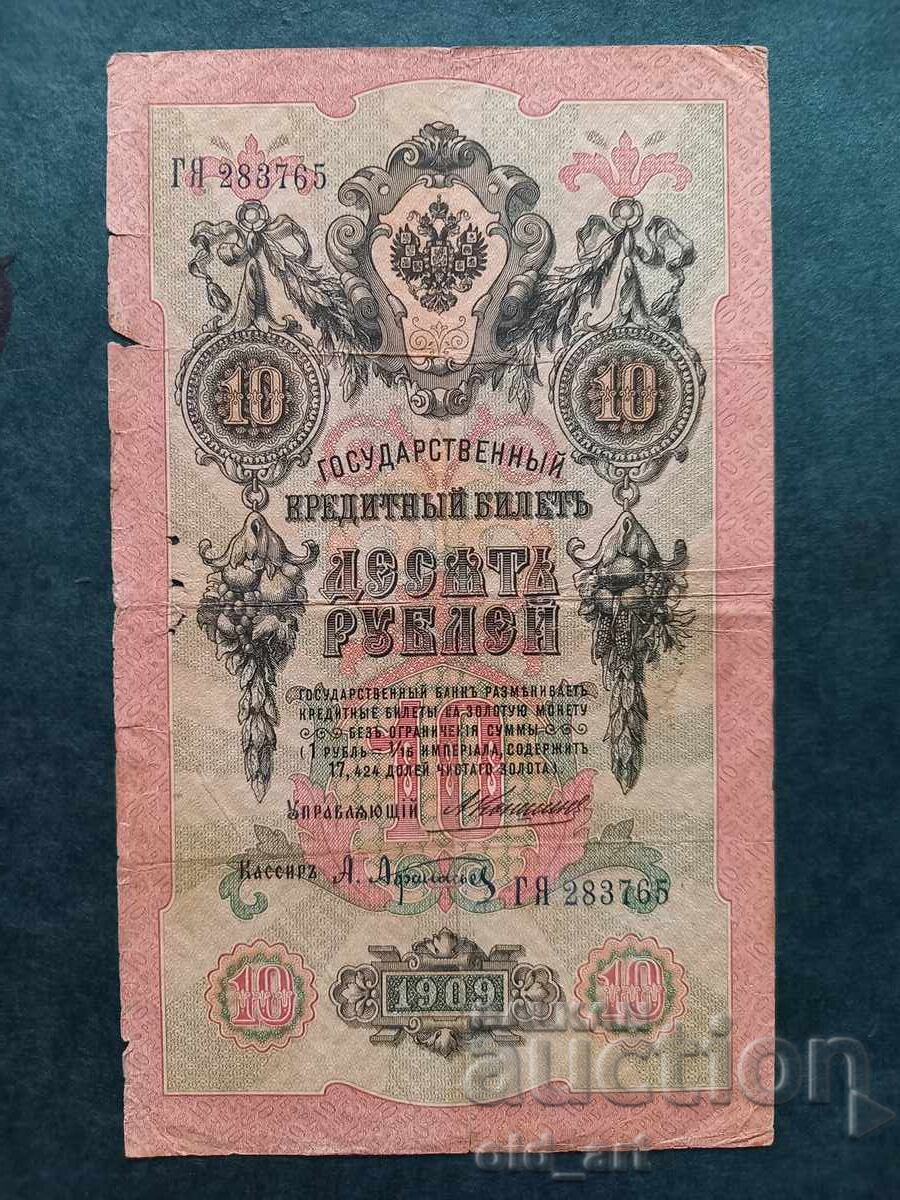 ГЯ 283765
10 10
ГОСУДАРСТВЕННЫЙ
КРЕДИТНЫЙ БИЛЕТЪ
ДЕСЯТЬ
РУБЛЕЙ
10
ГОСУДАРСТВЕННЫЙ БАНКЪ РАЗМѢНИВАЕТЪ
КРЕДИТНЫЕ БИЛЕТЫ НА ЗОЛОТУЮ МОНЕТУ
БЕЗЪ ОГРАНИЧЕНІЯ СУММЫ
(1 РУБЛЬ = 1/15 ИМПЕРІАЛА, СОДЕРЖИТЪ
17,424 ДОЛЕЙ ЧИСТАГО ЗОЛОТА).
УПРАВЛЯЮЩІЙ
Кассиръ А. Афанасьев ГЯ 283765
10 1909 10
auction
old_art